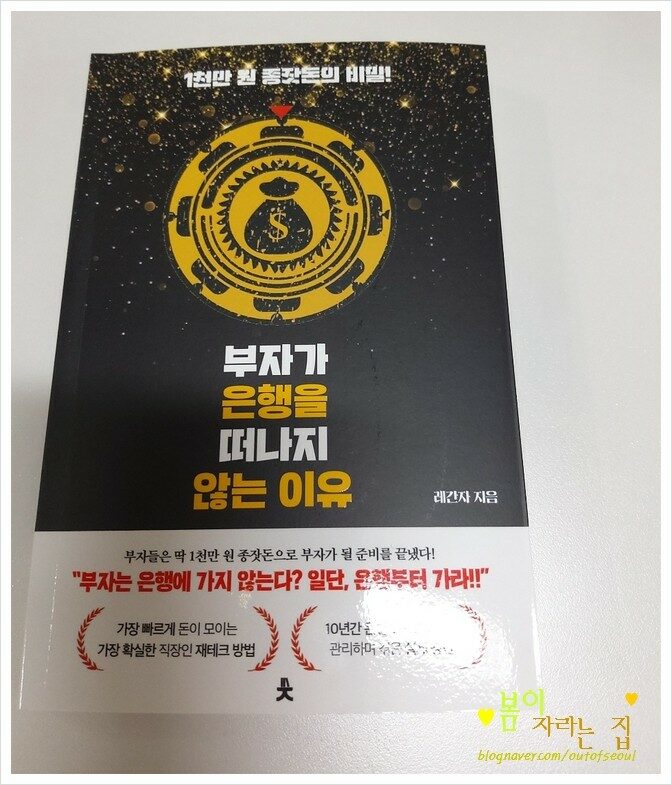 1천만 원 종잣돈의 비밀!
$
부자가
은행을
떠나지
않는 이유
레간자 지음
부자들은 딱 1천만 원 종잣돈으로 부자가 될 준비를 끝냈다!
"부자는 은행에 가지 않는다? 일단, 은행부터 가라!!"
가장 빠르게 돈이 모이는
가장 확실한 직장인 재테크 방법
10년간
관리하며
봄이
자라는 집
blog.naver.com/outofseoul